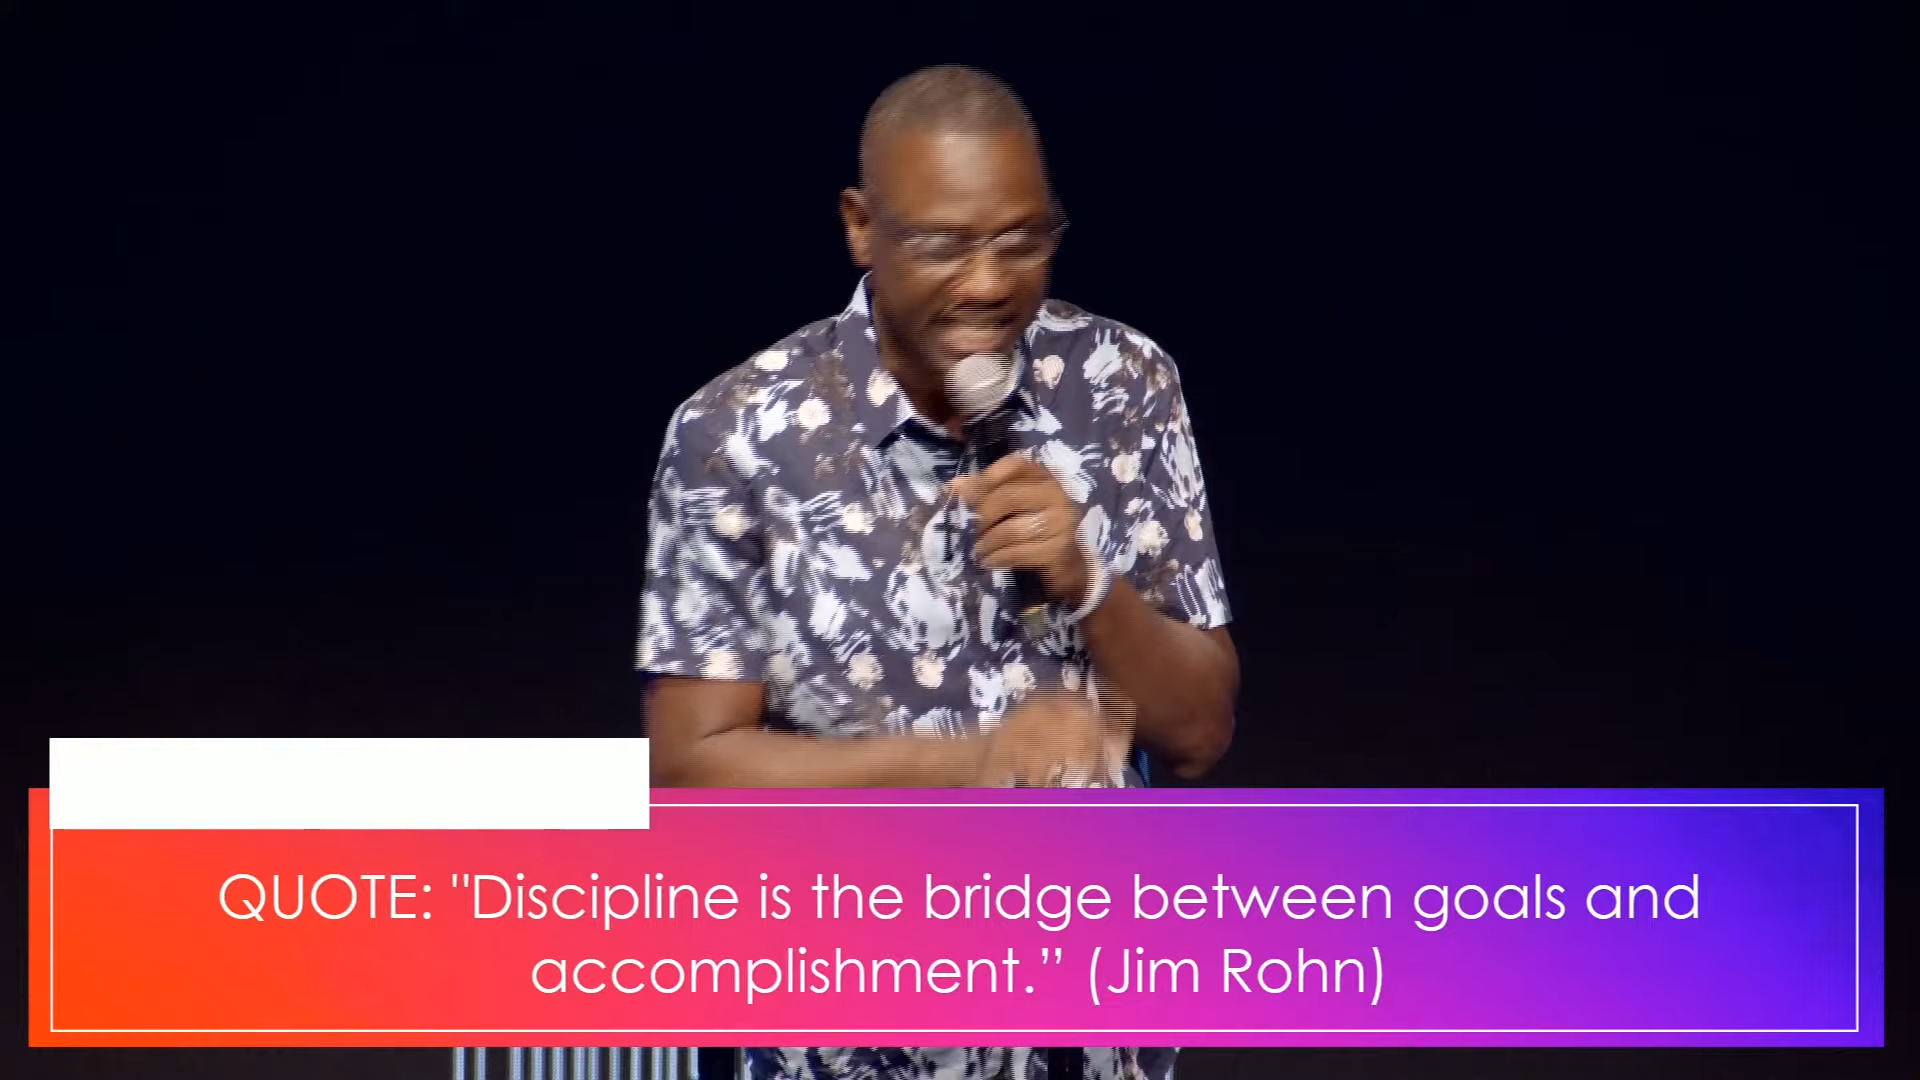 QUOTE: "Discipline is the bridge between goals and
accomplishment.” (Jim Rohn)